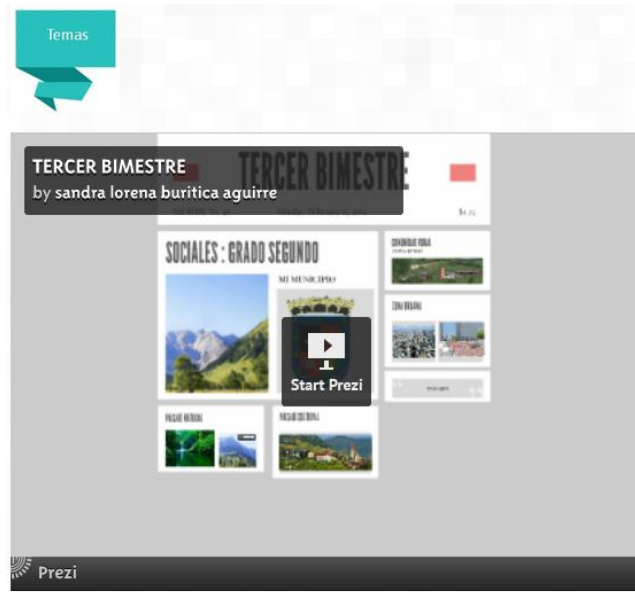 Temas
TERCER BIMESTRE
by sandra lorena buritica aguirre
TERCER BIMESTRE
SOCIALES : GRADO SEGUNDO
MI MUNICIPIO
COMUNIDAD RURAL
ZONA URBANA
Start Prezi
PAISAJE NATURAL
PAISAJE CULTURAL
Prezi